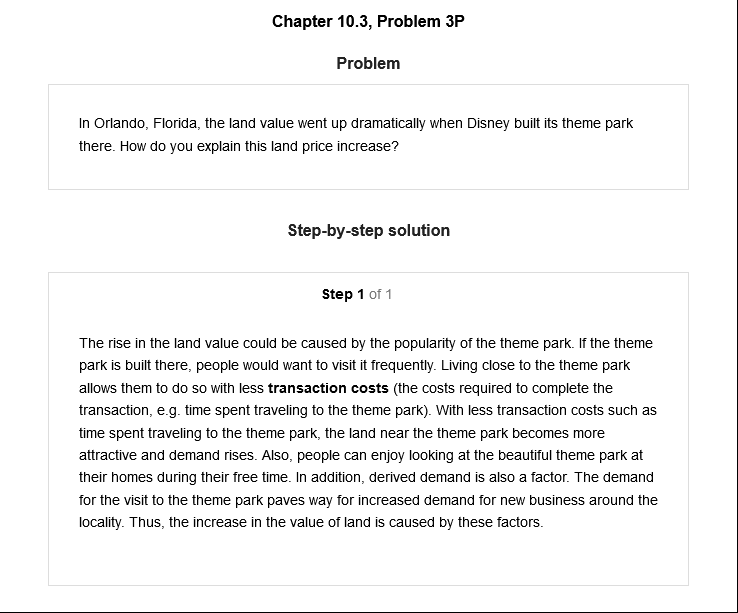 Chapter 10.3, Problem 3P
Problem
In Orlando, Florida, the land value went up dramatically when Disney built its theme park
there. How do you explain this land price increase?
Step-by-step solution
Step 1 of 1
The rise in the land value could be caused by the popularity of the theme park. If the theme
park is built there, people would want to visit it frequently. Living close to the theme park
allows them to do so with less transaction costs (the costs required to complete the
transaction, e.g. time spent traveling to the theme park). With less transaction costs such as
time spent traveling to the theme park, the land near the theme park becomes more
attractive and demand rises. Also, people can enjoy looking at the beautiful theme park at
their homes during their free time. In addition, derived demand is also a factor. The demand
for the visit to the theme park paves way for increased demand for new business around the
locality. Thus, the increase in the value of land is caused by these factors.